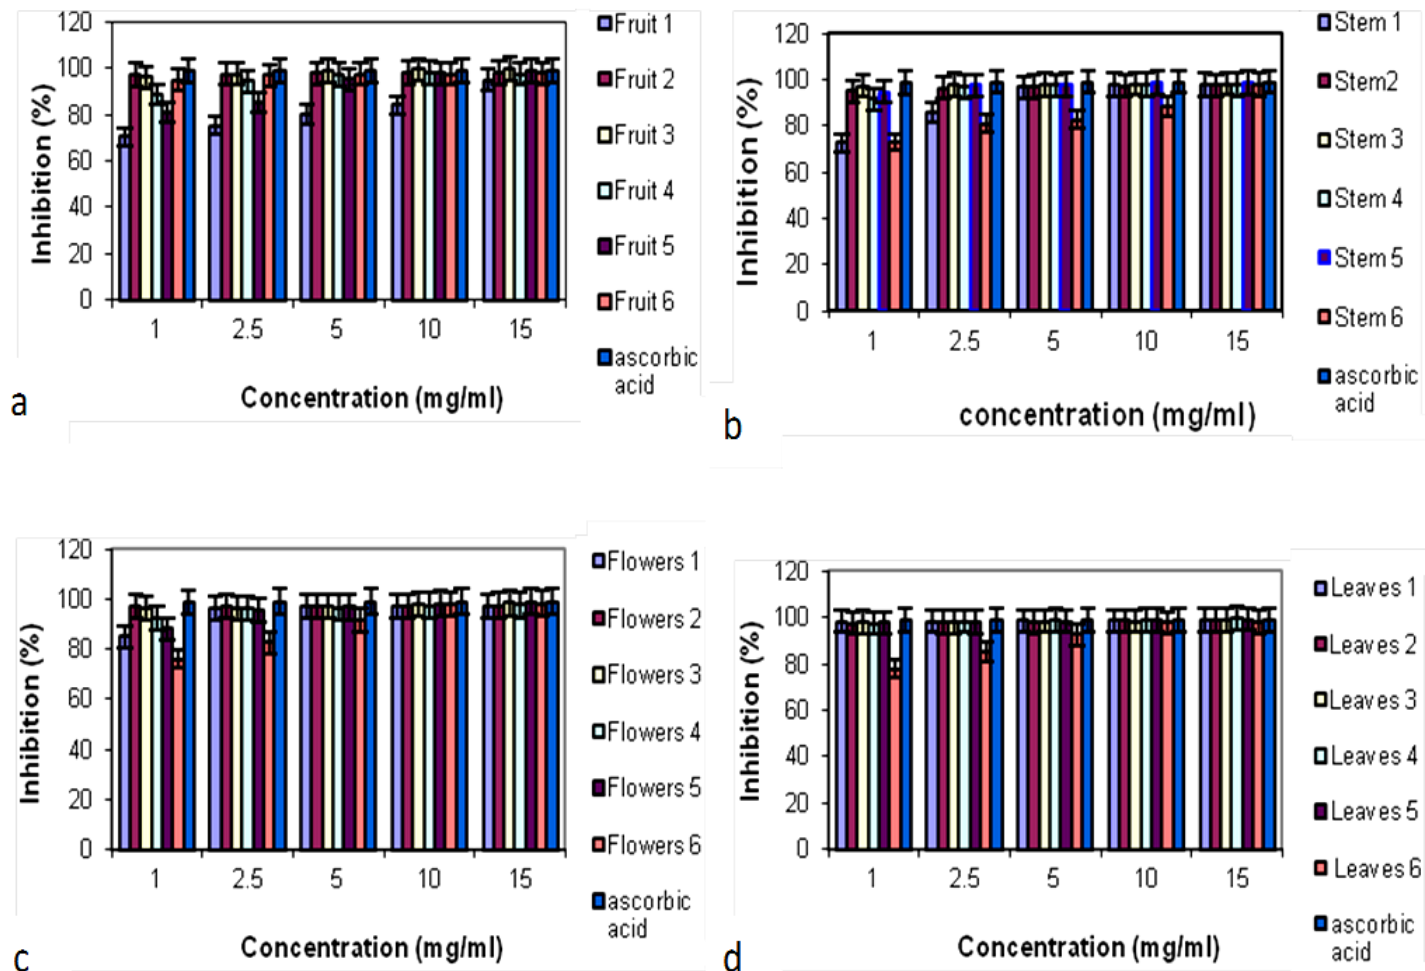 120
100
80
60
40
20
0
Inhibition (%)
1 2.5 5 10 15
Concentration (mg/ml)
Fruit 1
Fruit 2
Fruit 3
Fruit 4
Fruit 5
Fruit 6
ascorbic
acid
a
120
100
80
60
40
20
0
Inhibition (%)
1 2.5 5 10 15
concentration (mg/ml)
Stem 1
Stem2
Stem 3
Stem 4
Stem 5
Stem 6
ascorbic
acid
b
120
100
80
60
40
20
0
Inhibition (%)
1 2.5 5 10 15
Concentration (mg/ml)
Flowers 1
Flowers 2
Flowers 3
Flowers 4
Flowers 5
Flowers 6
ascorbic
acid
c
120
100
80
60
40
20
0
Inhibition (%)
1 2.5 5 10 15
Concentration (mg/ml)
Leaves 1
Leaves 2
Leaves 3
Leaves 4
Leaves 5
Leaves 6
ascorbic
acid
d